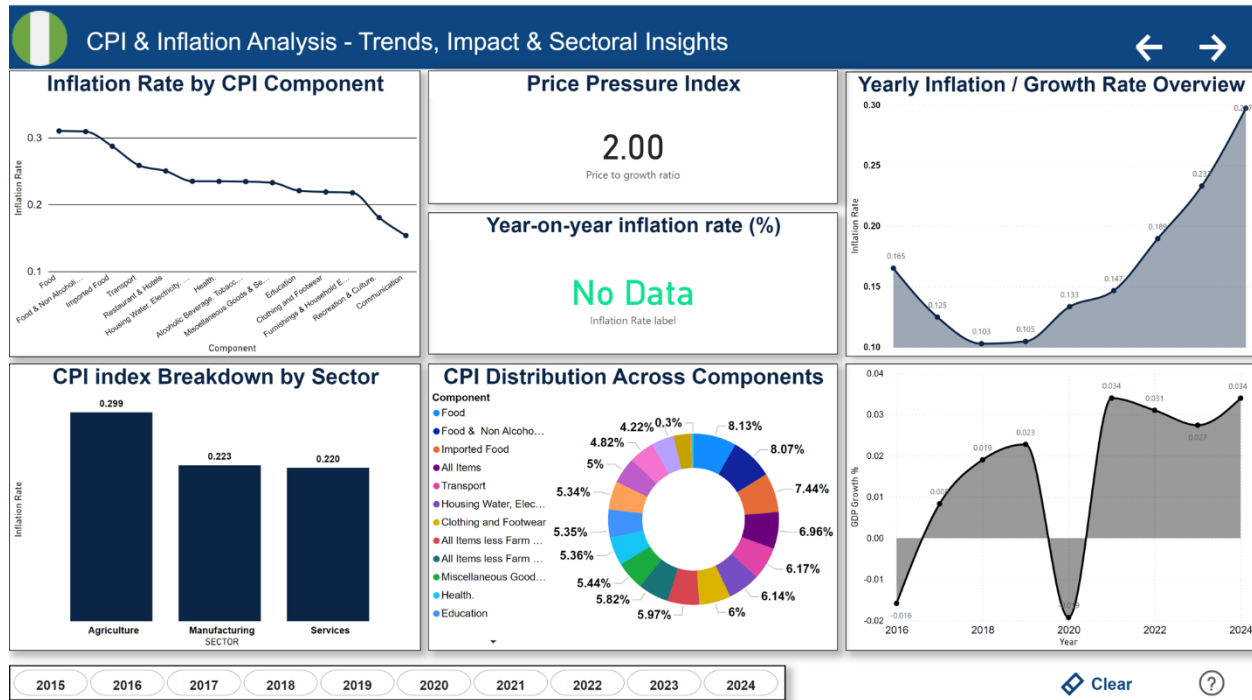 CPI & Inflation Analysis - Trends, Impact & Sectoral Insights
Inflation Rate by CPI Component
Inflation Rate
0.3
0.2
0.1
Food
Food & Non Alcoholi...
Imported Food
Transport
Restaurant & Hotels
Housing Water, Electricity. ...
Health.
Alcoholic Beverage. Tobacc...
Miscellaneous Goods & Se...
Education
Clothing and Footwear
Furnishings & Household E...
Recreation & Culture.
Communication
Component
Price Pressure Index
2.00
Price to growth ratio
Year-on-year inflation rate (%)
No Data
Inflation Rate label
Yearly Inflation / Growth Rate Overview
Inflation Rate
0.30
0.25
0.20
0.15
0.10
0.165
0.125
0.103
0.105
0.133
0.147
0.189
0.233
CPI index Breakdown by Sector
Inflation Rate
0.299
0.223
0.220
Agriculture
Manufacturing
Services
SECTOR
CPI Distribution Across Components
Component
Food
Food & Non Alcoho...
Imported Food
All Items
Transport
Housing Water, Elec...
Clothing and Footwear
All Items less Farm ...
All Items less Farm ...
Miscellaneous Good...
Health.
Education
8.13%
8.07%
7.44%
6.96%
6.17%
6.14%
6%
5.97%
5.82%
5.44%
5.36%
5.35%
5.34%
5%
4.82%
4.22%
0.3%
GDP Growth %
0.04
0.03
0.02
0.01
0.00
-0.01
-0.02
-0.016
0.019
0.023
-0.019
0.034
0.031
0.027
0.034
2016
2018
2020
2022
2024
Year
2015
2016
2017
2018
2019
2020
2021
2022
2023
2024
Clear
?